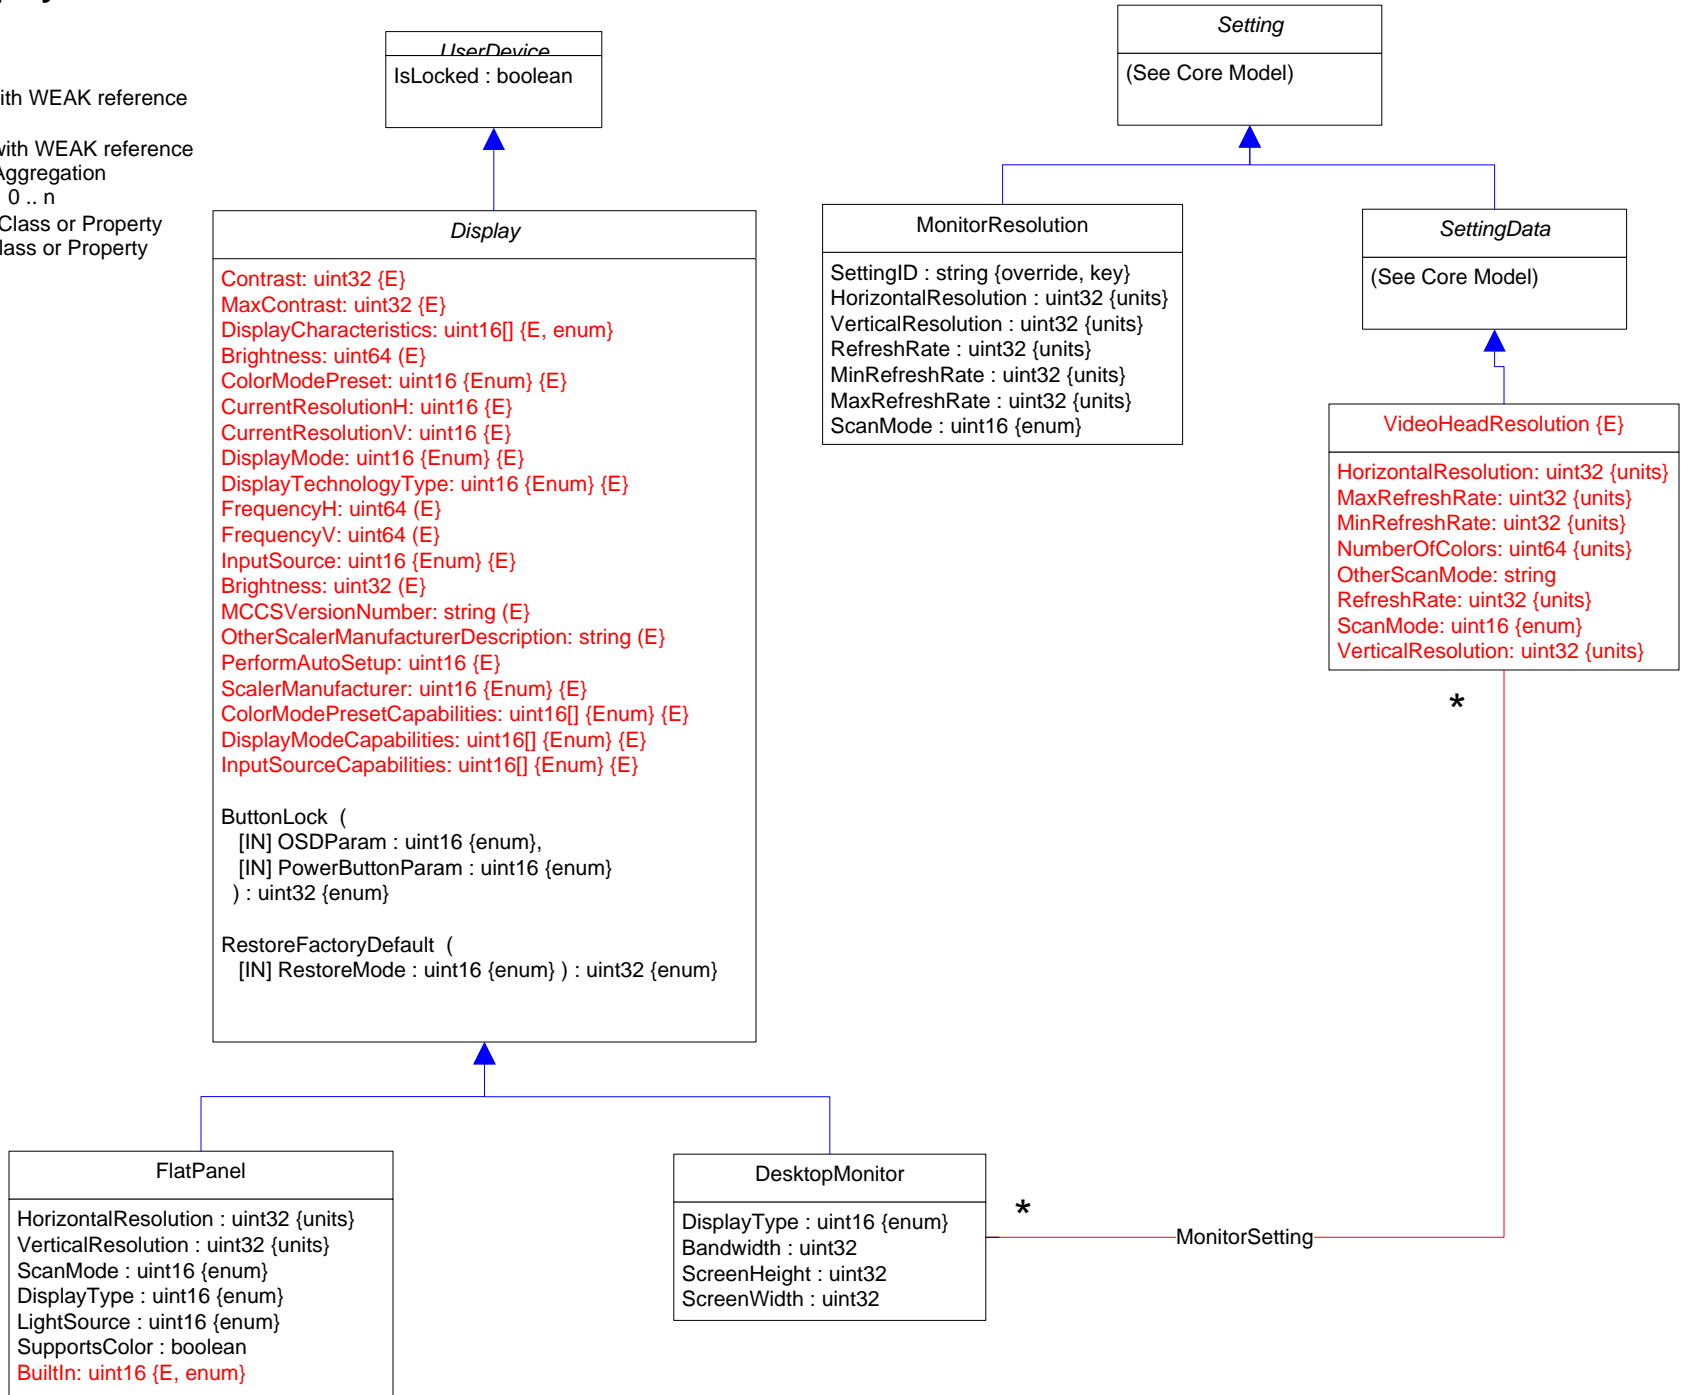 ith WEAK reference
with WEAK reference
Aggregation
0 .. n
Class or Property
lass or Property
UserDevice
IsLocked : boolean
Setting
(See Core Model)
Display
Contrast: uint32 {E}
MaxContrast: uint32 {E}
DisplayCharacteristics: uint16[] {E, enum}
Brightness: uint64 (E}
ColorModePreset: uint16 {Enum} {E}
CurrentResolutionH: uint16 {E}
CurrentResolutionV: uint16 {E}
DisplayMode: uint16 {Enum} {E}
DisplayTechnologyType: uint16 {Enum} {E}
FrequencyH: uint64 (E}
FrequencyV: uint64 (E}
InputSource: uint16 {Enum} {E}
Brightness: uint32 (E}
MCCSVersionNumber: string (E}
OtherScalerManufacturerDescription: string (E}
PerformAutoSetup: uint16 {E}
ScalerManufacturer: uint16 {Enum} {E}
ColorModePresetCapabilities: uint16[] {Enum} {E}
DisplayModeCapabilities: uint16[] {Enum} {E}
InputSourceCapabilities: uint16[] {Enum} {E}
ButtonLock (
[IN] OSDParam : uint16 {enum},
[IN] PowerButtonParam : uint16 {enum}
) : uint32 {enum}
RestoreFactoryDefault (
[IN] RestoreMode : uint16 {enum} ) : uint32 {enum}
MonitorResolution
SettingID : string {override, key}
HorizontalResolution : uint32 {units}
VerticalResolution : uint32 {units}
RefreshRate : uint32 {units}
MinRefreshRate : uint32 {units}
MaxRefreshRate : uint32 {units}
ScanMode : uint16 {enum}
SettingData
(See Core Model)
VideoHeadResolution {E}
HorizontalResolution: uint32 {units}
MaxRefreshRate: uint32 {units}
MinRefreshRate: uint32 {units}
NumberOfColors: uint64 {units}
OtherScanMode: string
RefreshRate: uint32 {units}
ScanMode: uint16 {enum}
VerticalResolution: uint32 {units}
*
FlatPanel
HorizontalResolution : uint32 {units}
VerticalResolution : uint32 {units}
ScanMode : uint16 {enum}
DisplayType : uint16 {enum}
LightSource : uint16 {enum}
SupportsColor : boolean
BuiltIn: uint16 {E, enum}
DesktopMonitor
DisplayType : uint16 {enum}
Bandwidth : uint32
ScreenHeight : uint32
ScreenWidth : uint32
*
MonitorSetting